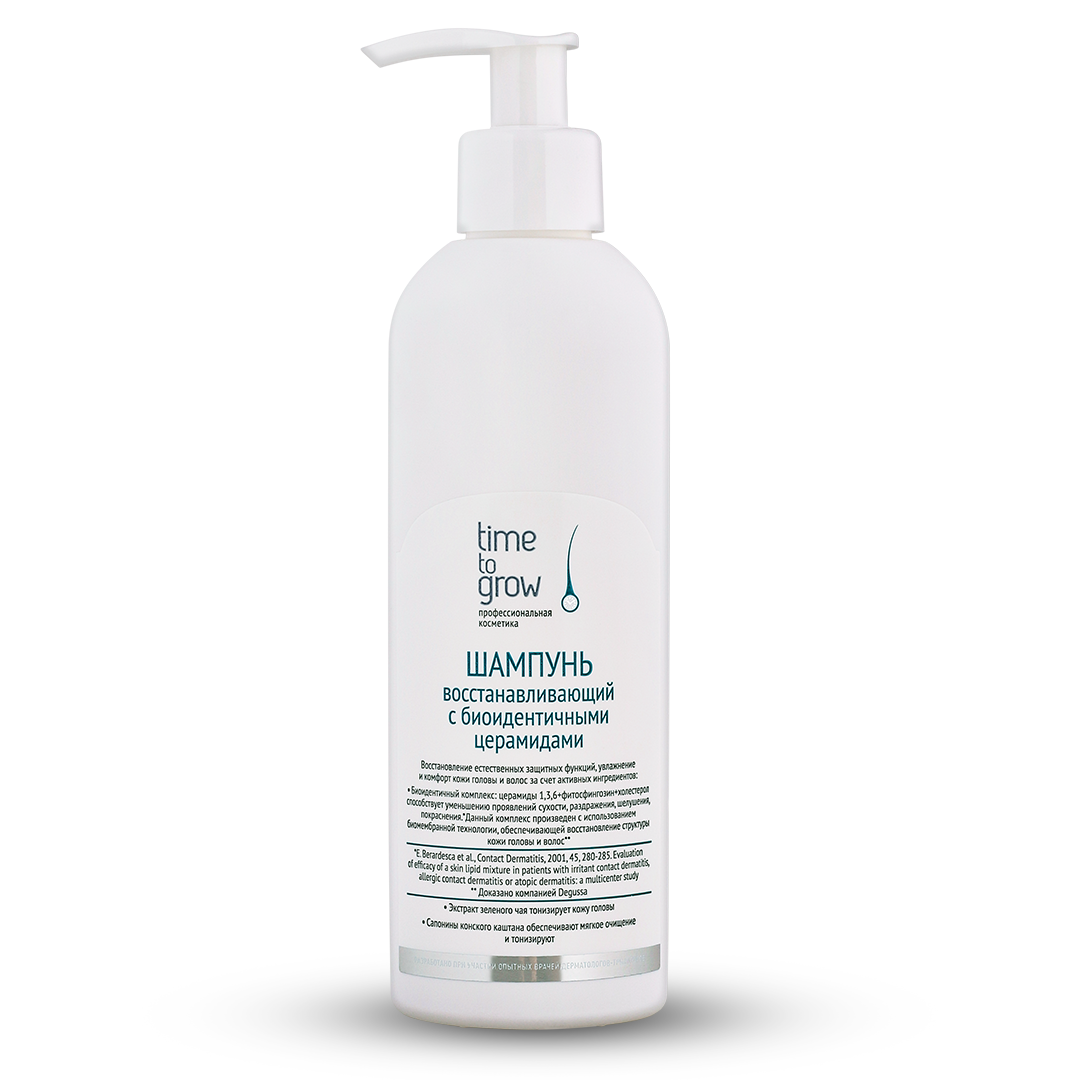 time
to
grow
профессиональная
косметика
ШАМПУНЬ
восстанавливающий
с биоидентичными
церамидами
Восстановление естественных защитных функций, увлажнение
и комфорт кожи головы и волос за счет активных ингредиентов:
• Биоидентичный комплекс: церамиды 1,3,6+фитосфингозин+холестерол
способствует уменьшению проявлений сухости, раздражения, шелушения,
покраснения.*Данный комплекс произведен с использованием
биомембранной технологии, обеспечивающей восстановление структуры
кожи головы и волос**
*E. Berardesca et al., Contact Dermatitis, 2001, 45, 280-285. Evaluation
of efficacy of a skin lipid mixture in patients with irritant contact dermatitis,
allergic contact dermatitis or atopic dermatitis: a multicenter study
** Доказано компанией Degussa
• Экстракт зеленого чая тонизирует кожу головы
• Сапонины конского каштана обеспечивают мягкое очищение
и тонизируют
ПРИ УЧАСТИИ ОПЫТНЫХ ВРАЧЕЙ